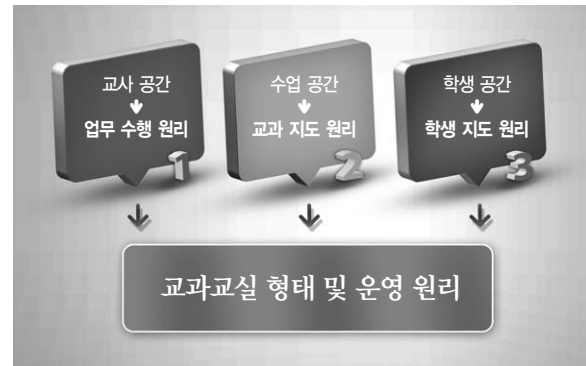 교사 공간
업무 수행 원리
1
수업 공간
교과 지도 원리
2
학생 공간
학생 지도 원리
3
교과교실 형태 및 운영 원리